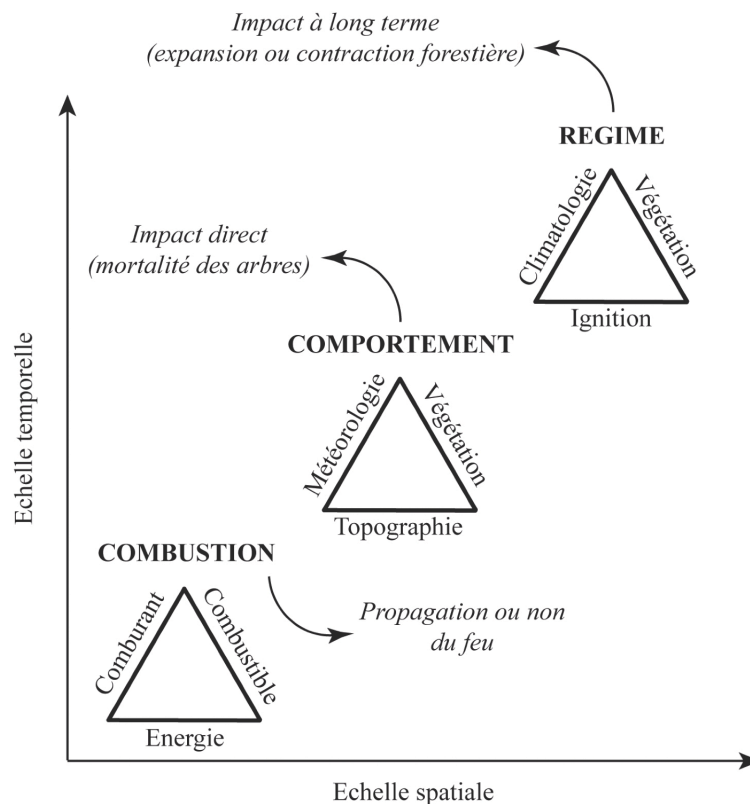 Impact à long terme
(expansion ou contraction forestière)
REGIME
Climatologie
Végétation
Ignition
Impact direct
(mortalité des arbres)
COMPORTEMENT
Météorologie
Végétation
Topographie
COMBUSTION
Comburant
Combustible
Energie
Propagation ou non
du feu
Echelle temporelle
Echelle spatiale